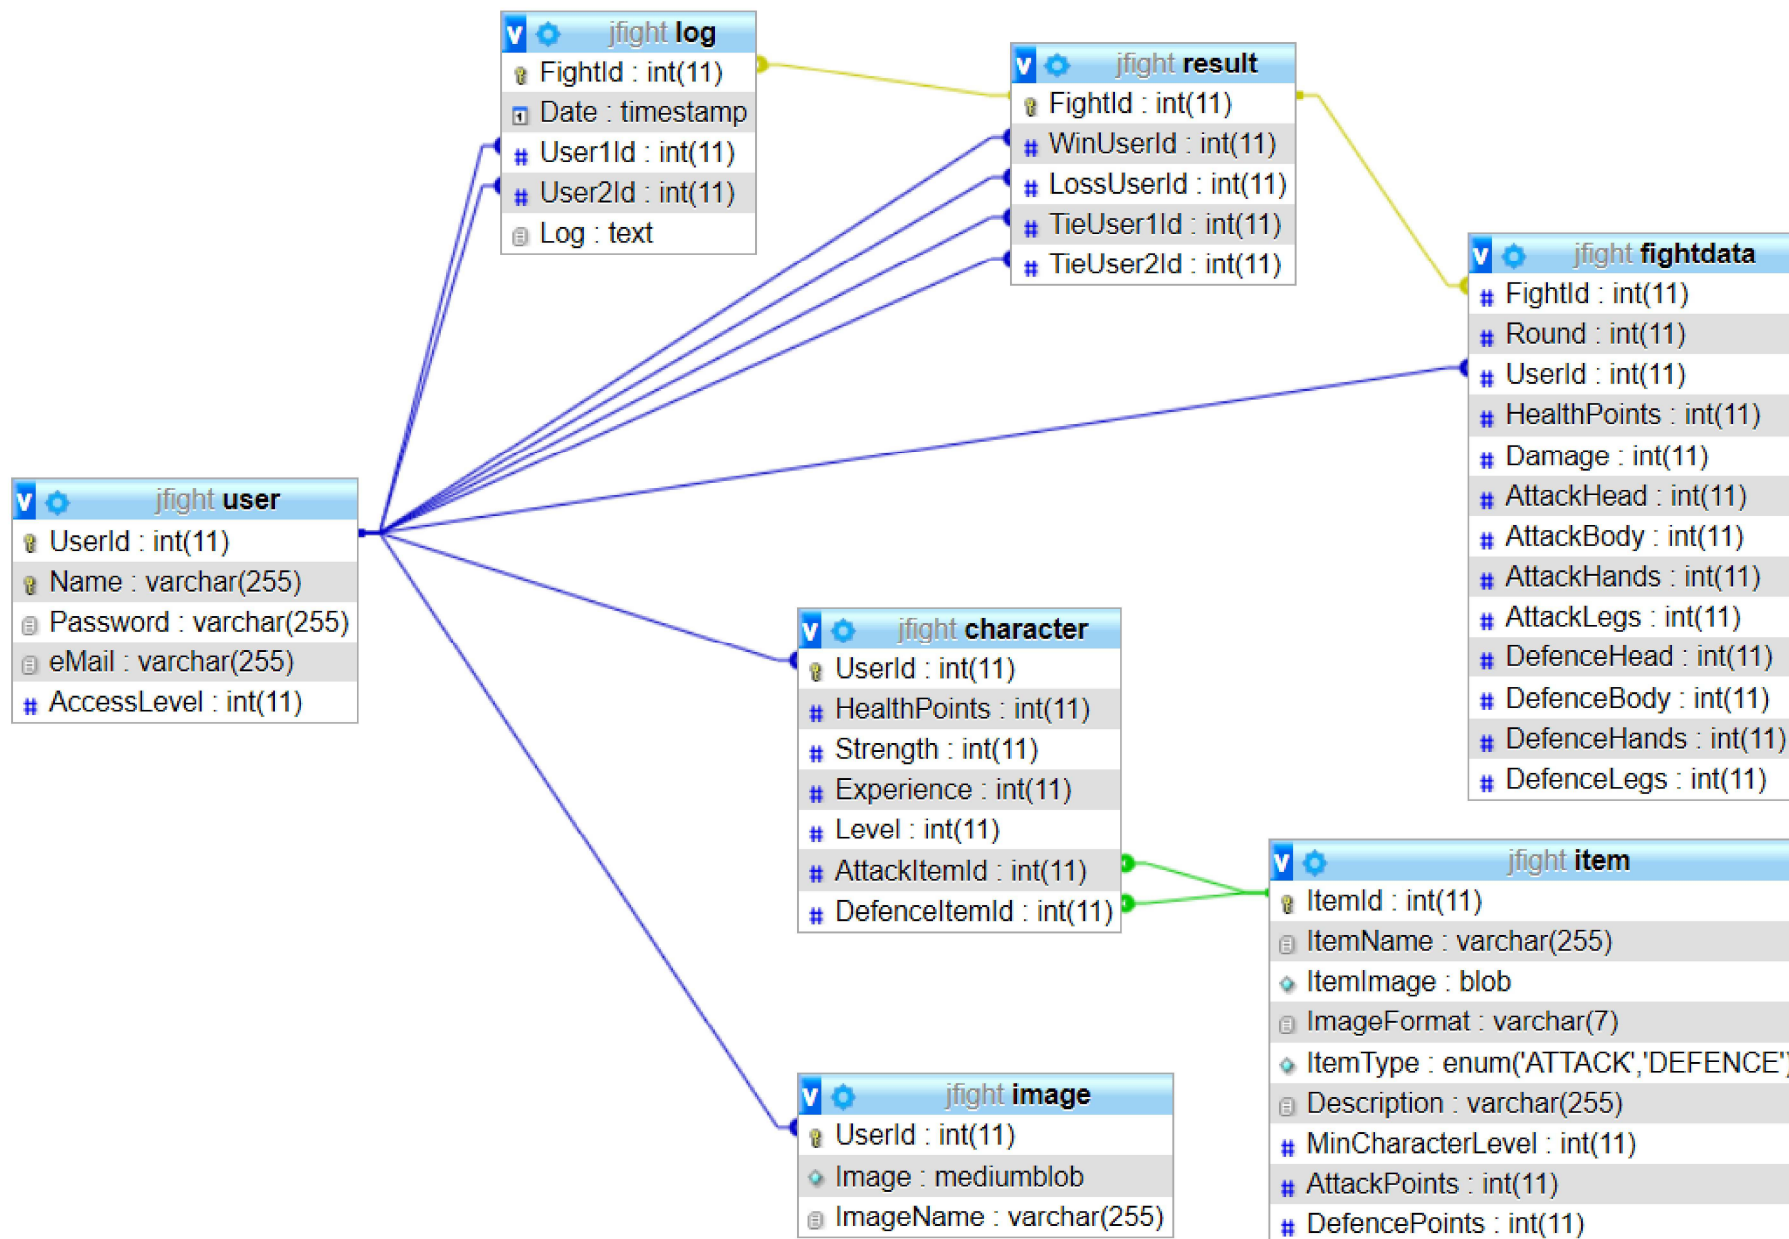 jfight log
FightId : int(11)
Date : timestamp
User1Id : int(11)
User2Id : int(11)
Log : text
jfight result
FightId : int(11)
WinUserId : int(11)
LossUserId : int(11)
TieUser1Id : int(11)
TieUser2Id : int(11)
jfight fightdata
FightId : int(11)
Round : int(11)
UserId : int(11)
HealthPoints : int(11)
Damage : int(11)
AttackHead : int(11)
AttackBody : int(11)
AttackHands : int(11)
AttackLegs : int(11)
DefenceHead : int(11)
DefenceBody : int(11)
DefenceHands : int(11)
DefenceLegs : int(11)
jfight user
UserId : int(11)
Name : varchar(255)
Password : varchar(255)
eMail : varchar(255)
AccessLevel : int(11)
jfight character
UserId : int(11)
HealthPoints : int(11)
Strength : int(11)
Experience : int(11)
Level : int(11)
AttackItemId : int(11)
DefenceItemId : int(11)
jfight item
ItemId : int(11)
ItemName : varchar(255)
ItemImage : blob
ImageFormat : varchar(7)
ItemType : enum('ATTACK','DEFENCE')
Description : varchar(255)
MinCharacterLevel : int(11)
AttackPoints : int(11)
DefencePoints : int(11)
jfight image
UserId : int(11)
Image : mediumblob
ImageName : varchar(255)